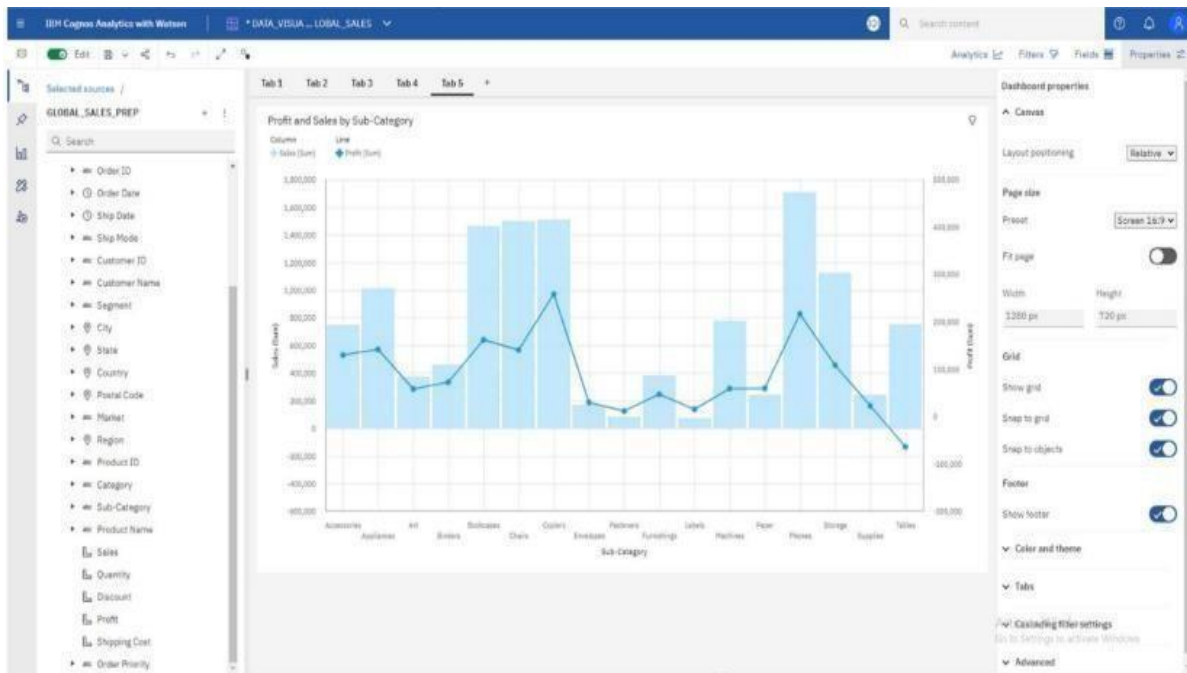 IBM Cognos Analytics with Watson
* DATA_VISUA ... LOBAL_SALES
Search content
Edit
Analytics
Filters
Fields
Properties
Selected sources /
GLOBAL_SALES_PREP
Search
Order ID
Order Date
Ship Date
Ship Mode
Customer ID
Customer Name
Segment
City
State
Country
Postal Code
Market
Region
Product ID
Category
Sub-Category
Product Name
Sales
Quantity
Discount
Profit
Shipping Cost
Order Priority
Tab 1 Tab 2 Tab 3 Tab 4 Tab 5 +
Profit and Sales by Sub-Category
Column Line
Sales (Sum) Profit (Sum)
Sales (Sum)
1,800,000
1,600,000
1,400,000
1,200,000
1,000,000
800,000
600,000
400,000
200,000
0
-200,000
-400,000
-600,000
Profit (Sum)
500,000
400,000
300,000
200,000
100,000
0
-100,000
-200,000
Accessories Art Bookcases Copiers Fasteners Labels Paper Storage Tables
Appliances Binders Chairs Envelopes Furnishings Machines Phones Supplies
Sub-Category
Dashboard properties
Canvas
Layout positioning Relative
Page size
Preset Screen 16:9
Fit page
Width Height
1280 px 720 px
Grid
Show grid
Snap to grid
Snap to objects
Footer
Show footer
Color and theme
Tabs
Cascading filter settings
Go to Settings to activate Windows
Advanced